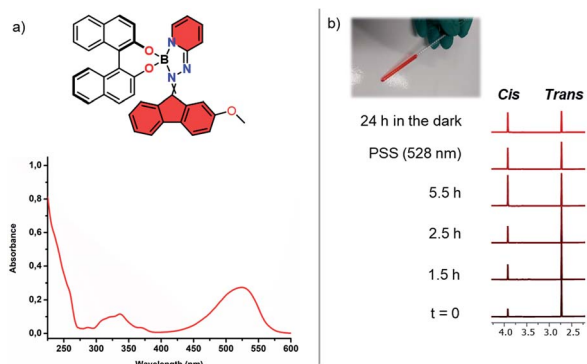 a)
O
O
B
N
N
N
O
Absorbance
1,0
0,8
0,6
0,4
0,2
0,0
250 300 350 400 450 500 550 600
Wavelength (nm)
b)
Cis Trans
24 h in the dark
PSS (528 nm)
5.5 h
2.5 h
1.5 h
t = 0
4.0 3.5 3.0 2.5